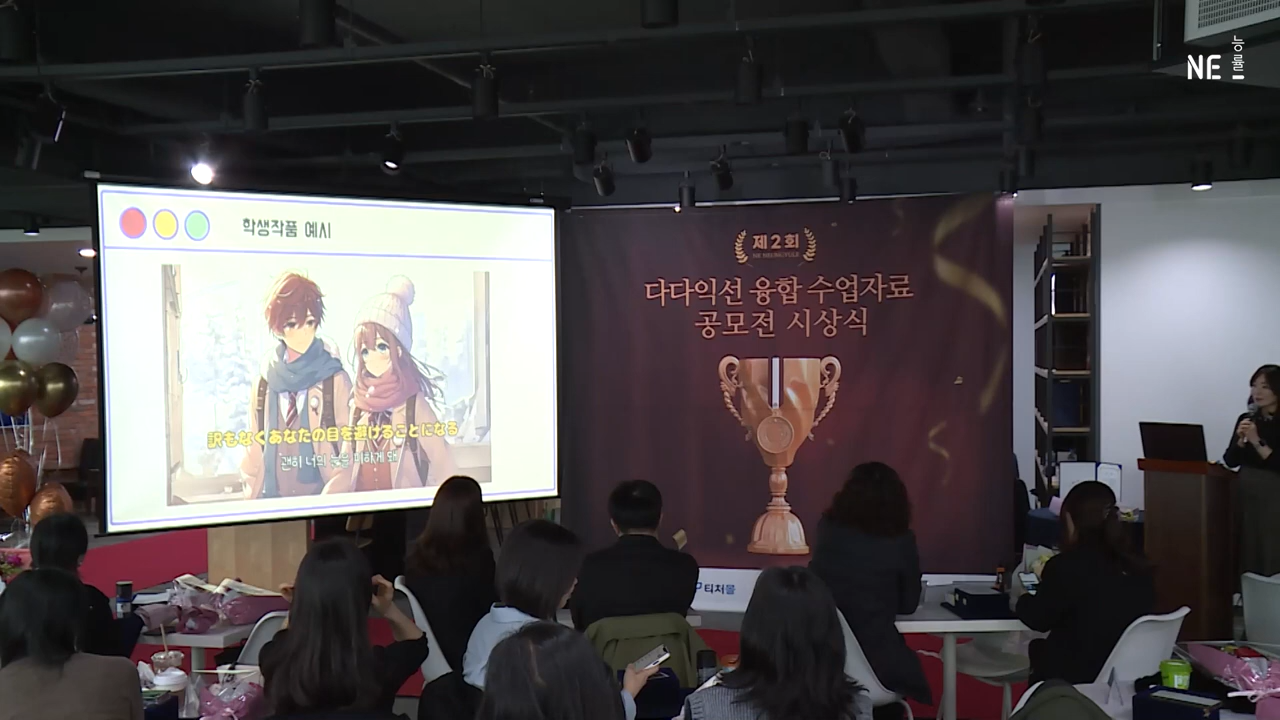 NE 능률
학생작품 예시
訳もなくあなたの目を避けることになる
괜히 너의 눈을 피하게 돼
제2회
NE NEUNGYULE
다다익선 융합 수업자료
공모전 시상식
티처몰